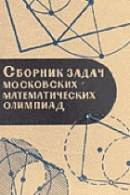 СБОРНИК ЗАДАЧ
МОСКОВСКИХ
МАТЕМАТИЧЕСКИХ
ОЛИМПИАД